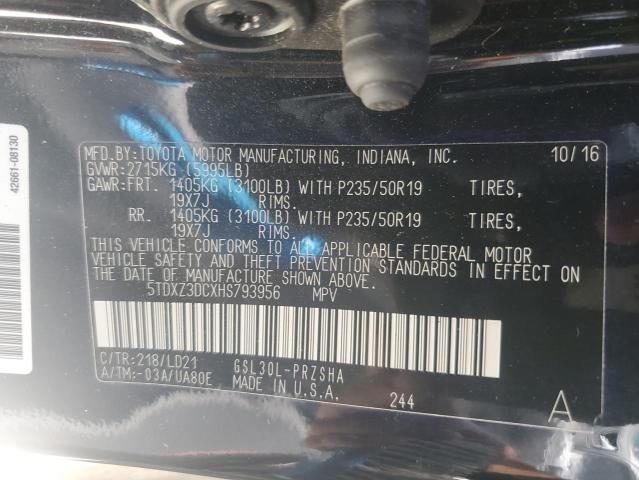 42661-08130
MFD.BY:TOYOTA MOTOR MANUFACTURING, INDIANA, INC. 10/16
GVWR:2715KG (5995LB)
GAWR:FRT. 1405KG (3100LB) WITH P235/50R19 TIRES,
19X7J RIMS.
RR. 1405KG (3100LB) WITH P235/50R19 TIRES,
19X7J RIMS.
THIS VEHICLE CONFORMS TO ALL APPLICABLE FEDERAL MOTOR
VEHICLE SAFETY AND THEFT PREVENTION STANDARDS IN EFFECT ON
THE DATE OF MANUFACTURE SHOWN ABOVE.
5TDXZ3DCXHS793956 MPV
C/TR:218/LD21 GSL30L-PRZSHA
A/TM:-03A/UA80E MADE IN U.S.A. 244 A